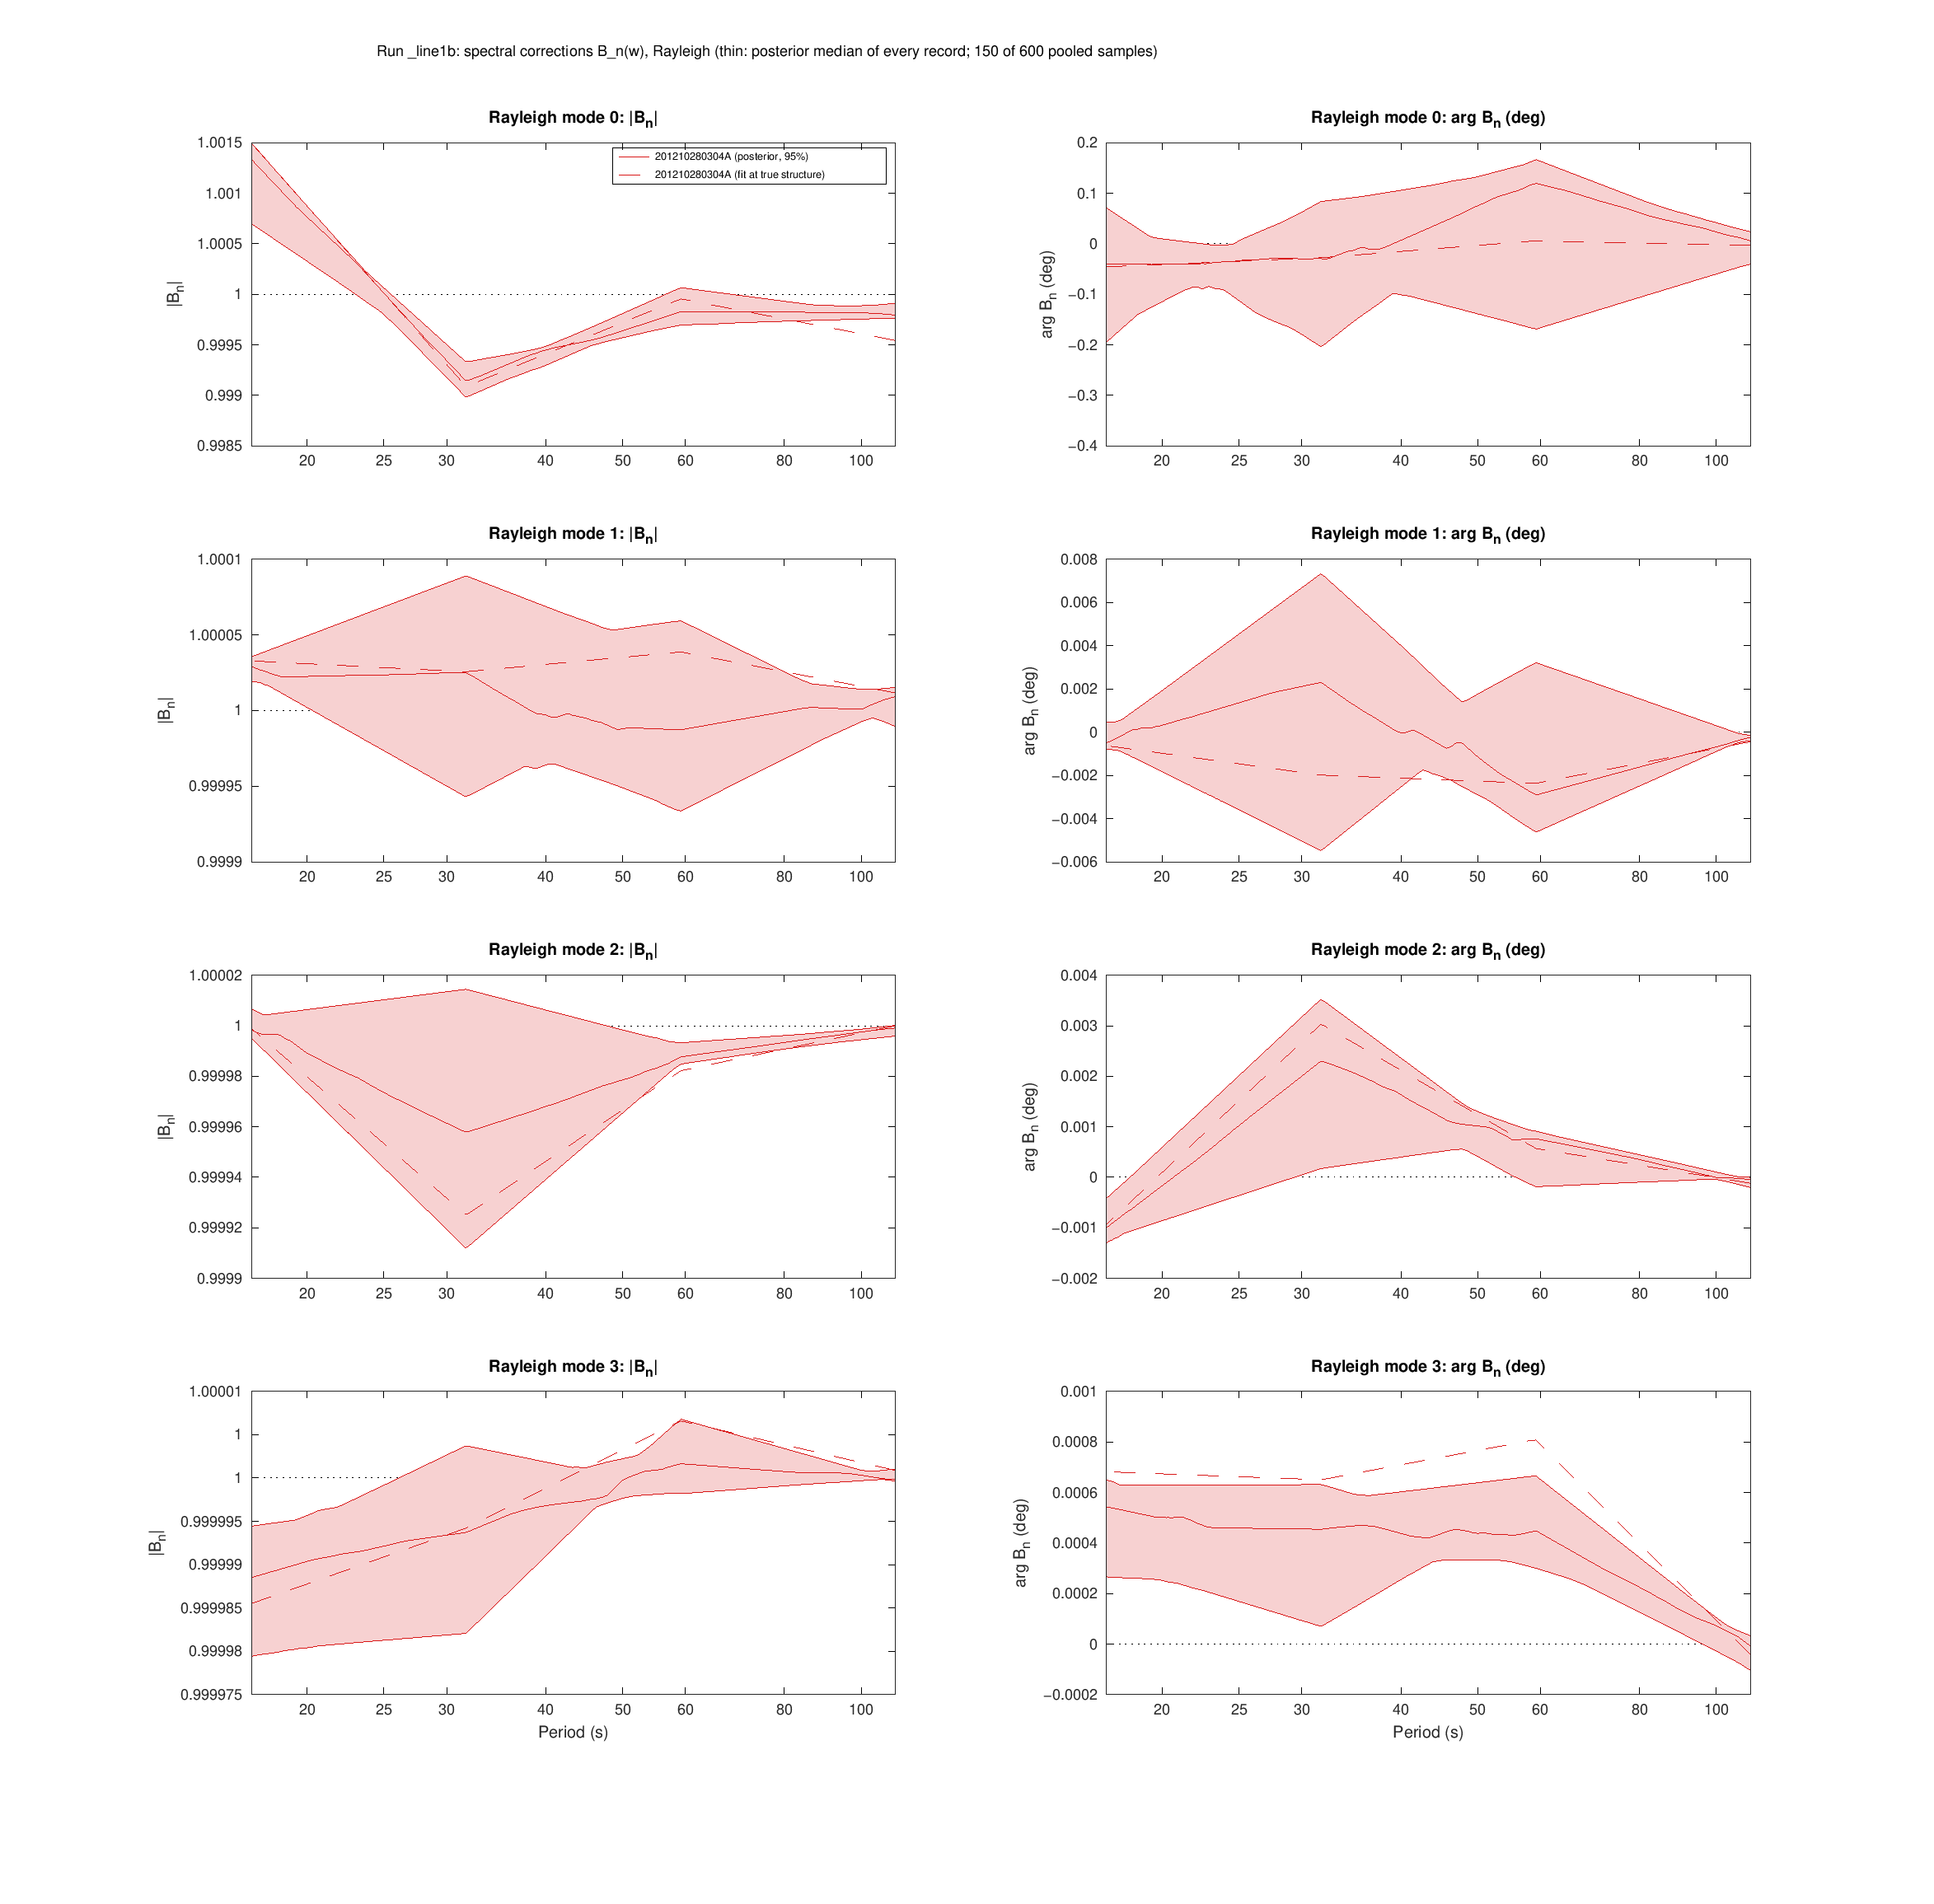 Run _line1b: spectral corrections B_n(w), Rayleigh (thin: posterior median of every record; 150 of 600 pooled samples)
Rayleigh mode 0: |Bn|
1.0015
1.001
1.0005
1
0.9995
0.999
0.9985
|Bn|
201210280304A (posterior, 95%)
201210280304A (fit at true structure)
20 25 30 40 50 60 80 100
Rayleigh mode 0: arg Bn (deg)
0.2
0.1
0
−0.1
−0.2
−0.3
−0.4
arg Bn (deg)
20 25 30 40 50 60 80 100
Rayleigh mode 1: |Bn|
1.0001
1.00005
1
0.99995
0.9999
|Bn|
20 25 30 40 50 60 80 100
Rayleigh mode 1: arg Bn (deg)
0.008
0.006
0.004
0.002
0
−0.002
−0.004
−0.006
arg Bn (deg)
20 25 30 40 50 60 80 100
Rayleigh mode 2: |Bn|
1.00002
1
0.99998
0.99996
0.99994
0.99992
0.9999
|Bn|
20 25 30 40 50 60 80 100
Rayleigh mode 2: arg Bn (deg)
0.004
0.003
0.002
0.001
0
−0.001
−0.002
arg Bn (deg)
20 25 30 40 50 60 80 100
Rayleigh mode 3: |Bn|
1.00001
1
1
0.999995
0.99999
0.999985
0.99998
0.999975
|Bn|
20 25 30 40 50 60 80 100
Period (s)
Rayleigh mode 3: arg Bn (deg)
0.001
0.0008
0.0006
0.0004
0.0002
0
−0.0002
arg Bn (deg)
20 25 30 40 50 60 80 100
Period (s)